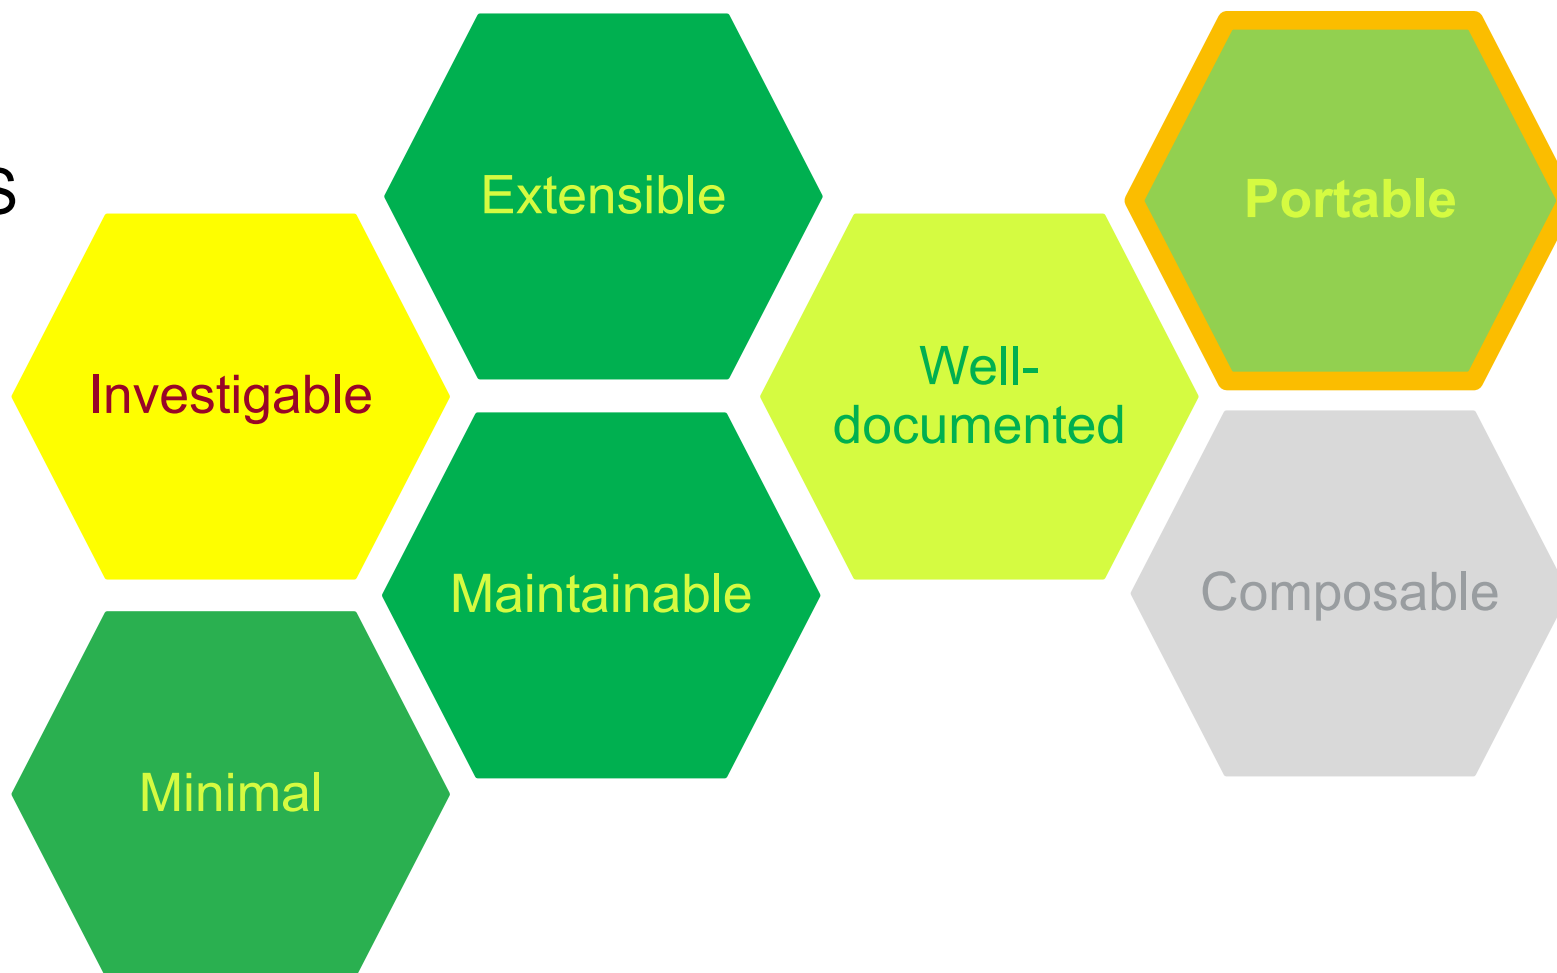 s
Extensible
Portable
Investigable
Well-
documented
Maintainable
Composable
Minimal